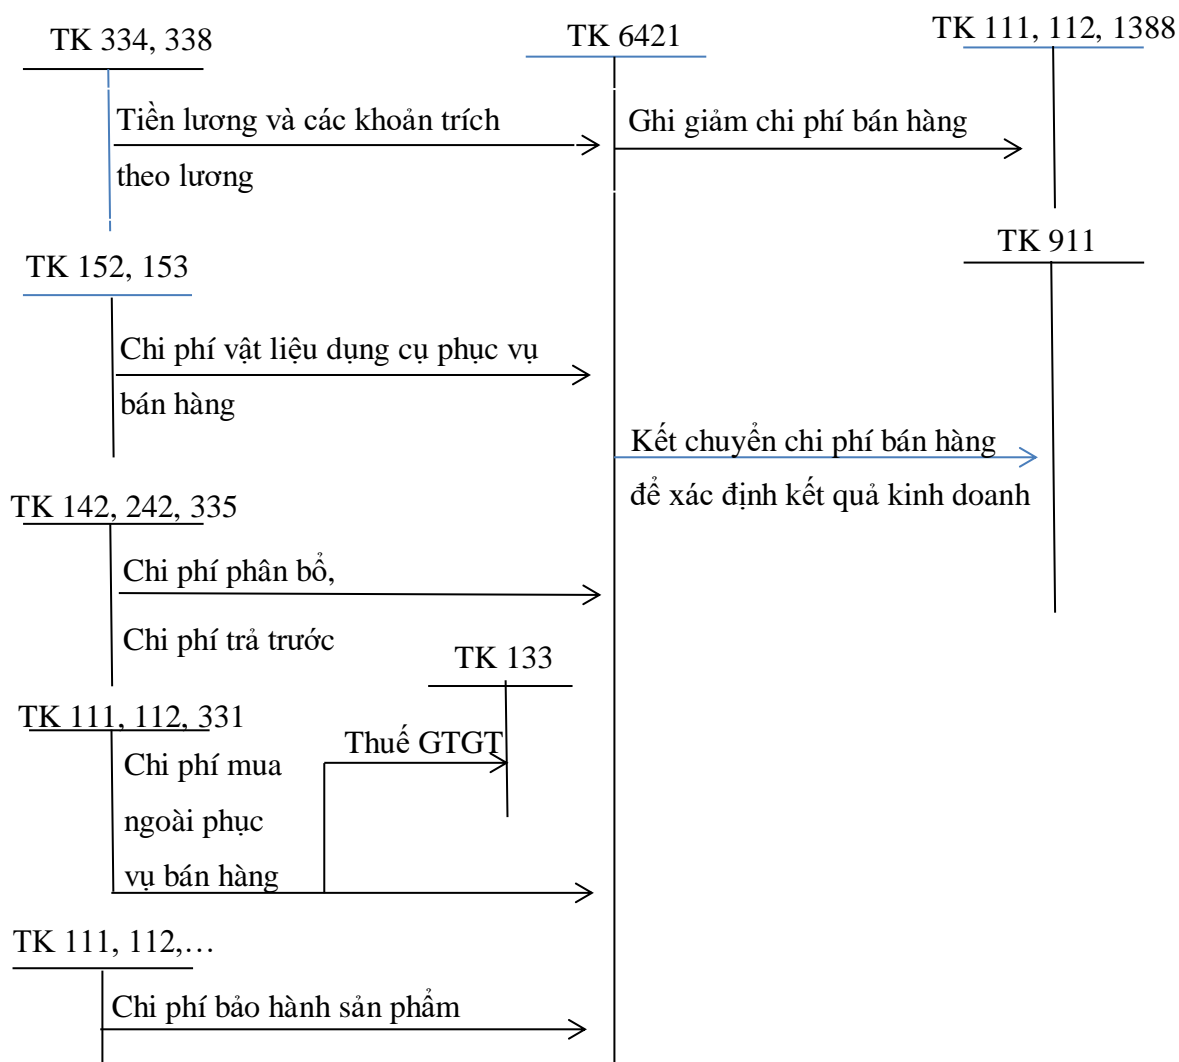 TK 334, 338
TK 6421
TK 111, 112, 1388
Tiền lương và các khoản trích
theo lương
Ghi giảm chi phí bán hàng
TK 911
TK 152, 153
Chi phí vật liệu dụng cụ phục vụ
bán hàng
Kết chuyển chi phí bán hàng
để xác định kết quả kinh doanh
TK 142, 242, 335
Chi phí phân bổ,
Chi phí trả trước
TK 133
TK 111, 112, 331
Thuế GTGT
Chi phí mua
ngoài phục
vụ bán hàng
TK 111, 112,…
Chi phí bảo hành sản phẩm